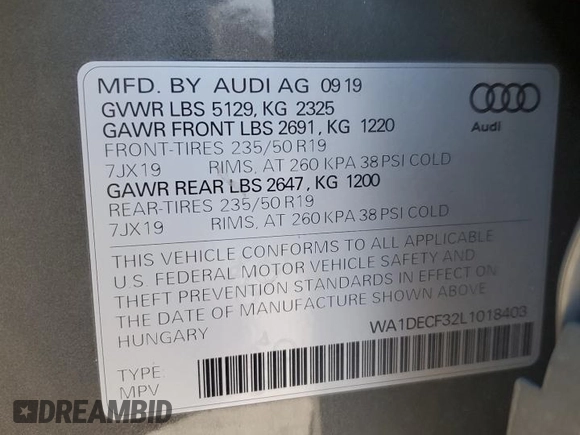 MFD. BY AUDI AG 0919
GVWR LBS 5129, KG 2325
GAWR FRONT LBS 2691, KG 1220
FRONT-TIRES 235/50 R19
7JX19 RIMS, AT 260 KPA 38 PSI COLD
GAWR REAR LBS 2647, KG 1200
REAR-TIRES 235/50 R19
7JX19 RIMS, AT 260 KPA 38 PSI COLD
Audi
THIS VEHICLE CONFORMS TO ALL APPLICABLE
U.S. FEDERAL MOTOR VEHICLE SAFETY AND
THEFT PREVENTION STANDARDS IN EFFECT ON
THE DATE OF MANUFACTURE SHOWN ABOVE
HUNGARY
WA1DECF32L1018403
TYPE:
MPV
DREAMBID